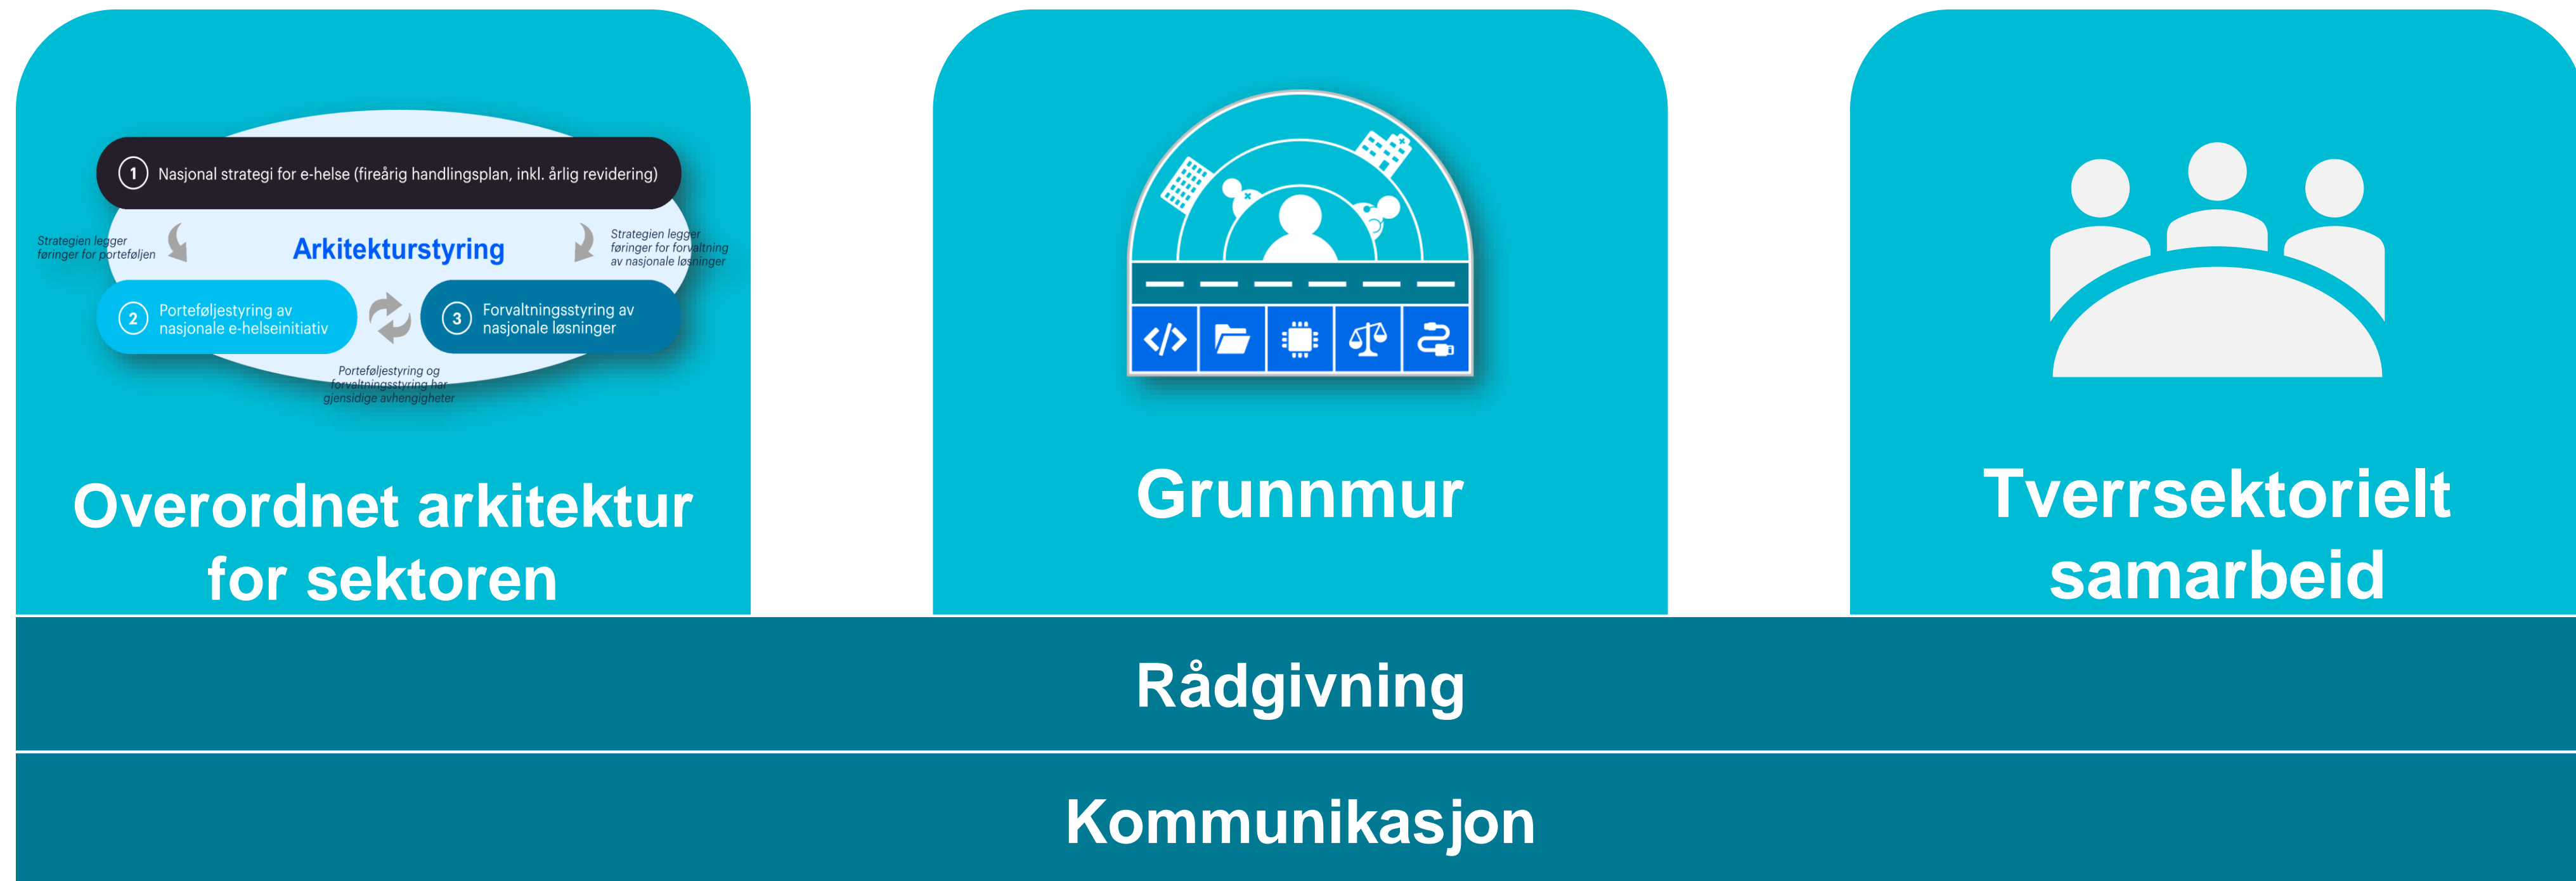 1 Nasjonal strategi for e-helse (fireårig handlingsplan, inkl. årlig revidering)
Strategien legger
føringer for porteføljen
Arkitekturstyring
Strategien legger
føringer for forvaltning
av nasjonale løsninger
2 Porteføljestyring av
nasjonale e-helseinitiativ
3 Forvaltningsstyring av
nasjonale løsninger
Porteføljestyring og
forvaltningsstyring har
gjensidige avhengigheter
Overordnet arkitektur
for sektoren
</>
Grunnmur
Tverrsektorielt
samarbeid
Rådgivning
Kommunikasjon